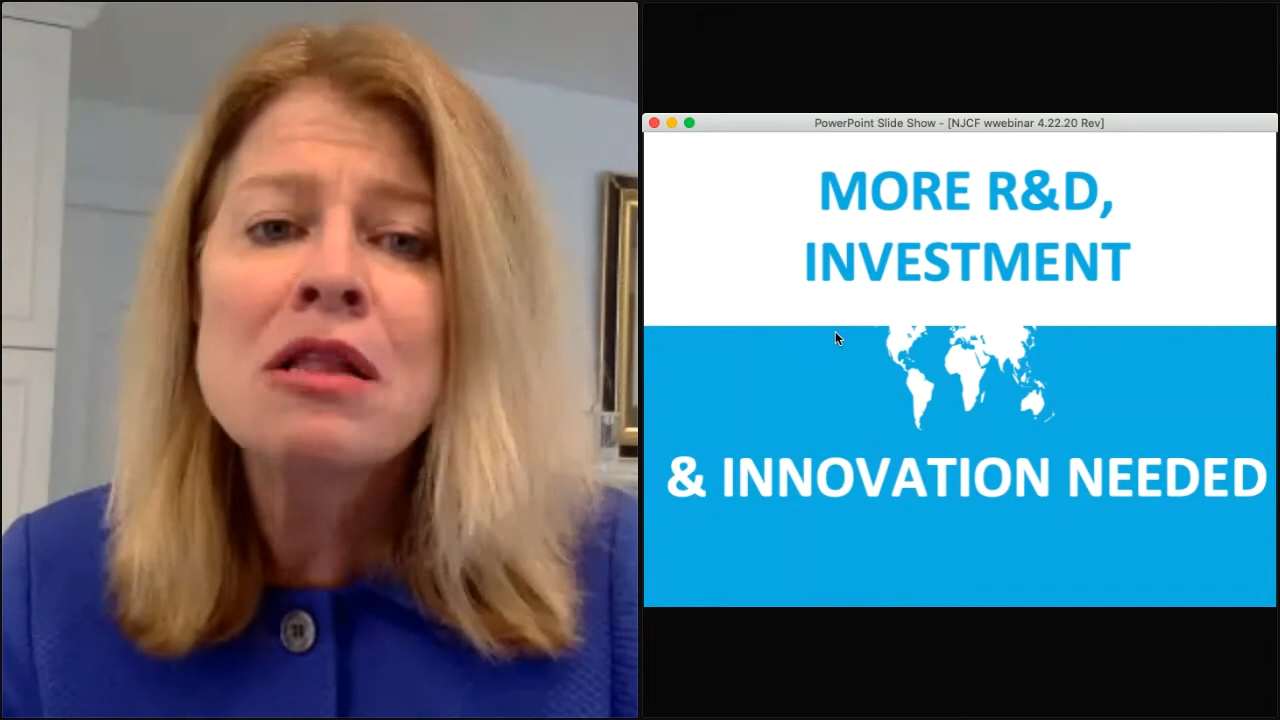 PowerPoint Slide Show - [NJCF wwebinar 4.22.20 Rev]
MORE R&D,
INVESTMENT
& INNOVATION NEEDED